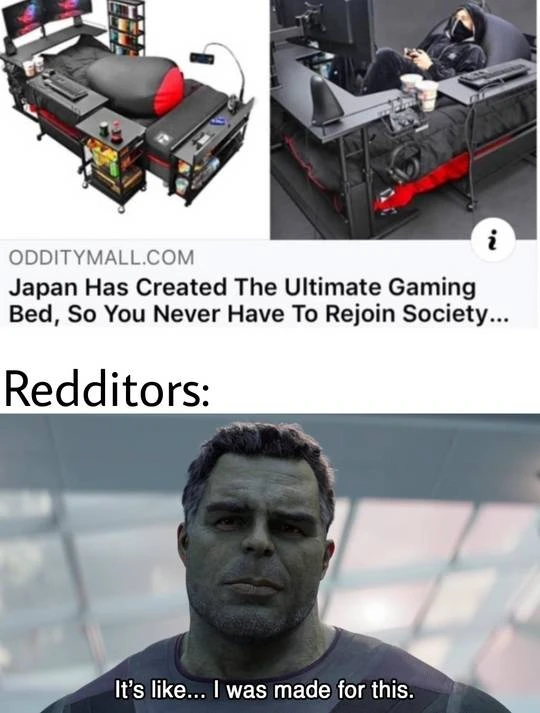 ODDITYMALL.COM
i
Japan Has Created The Ultimate Gaming
Bed, So You Never Have To Rejoin Society...
Redditors:
It's like... I was made for this.